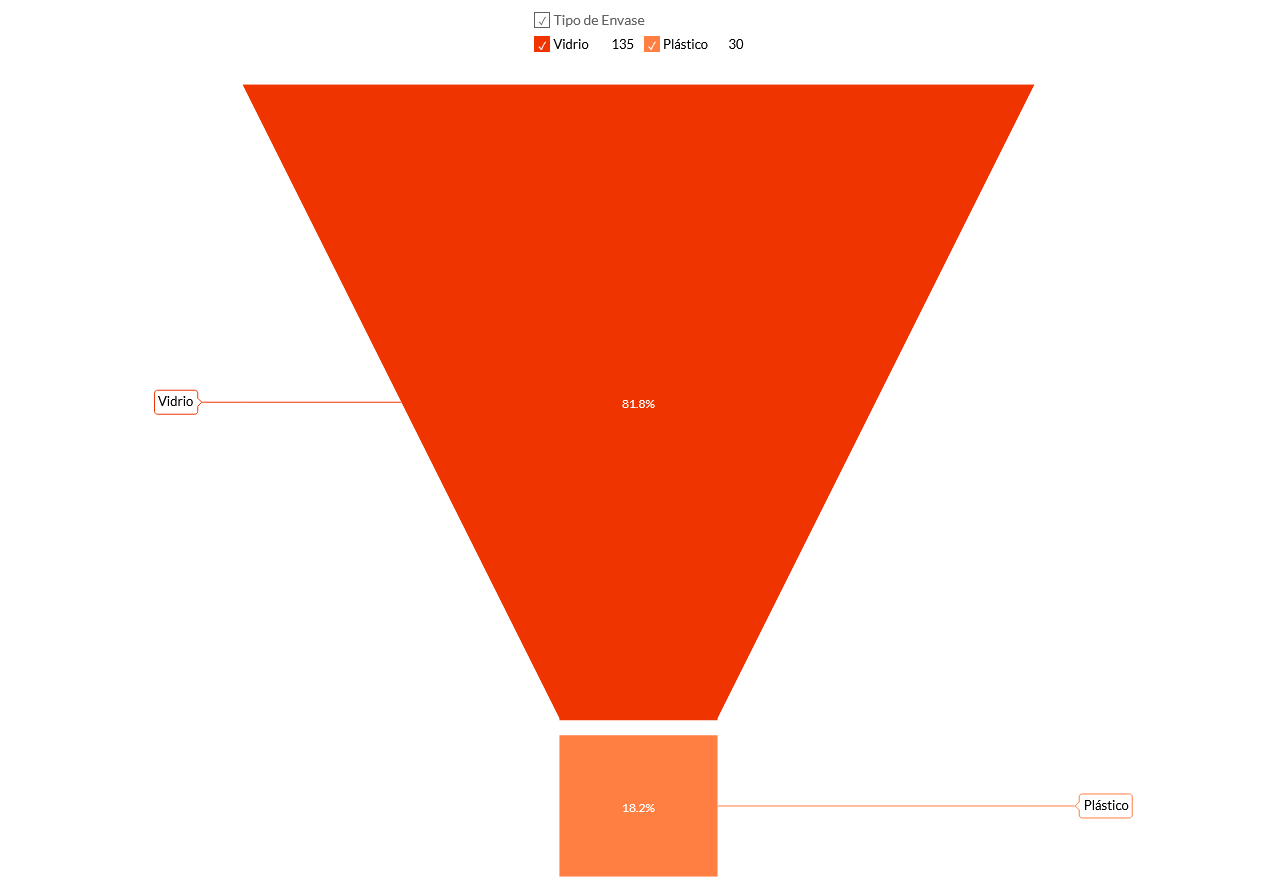 Tipo de Envase
Vidrio 135 Plástico 30
Vidrio
81.8%
18.2%
Plástico